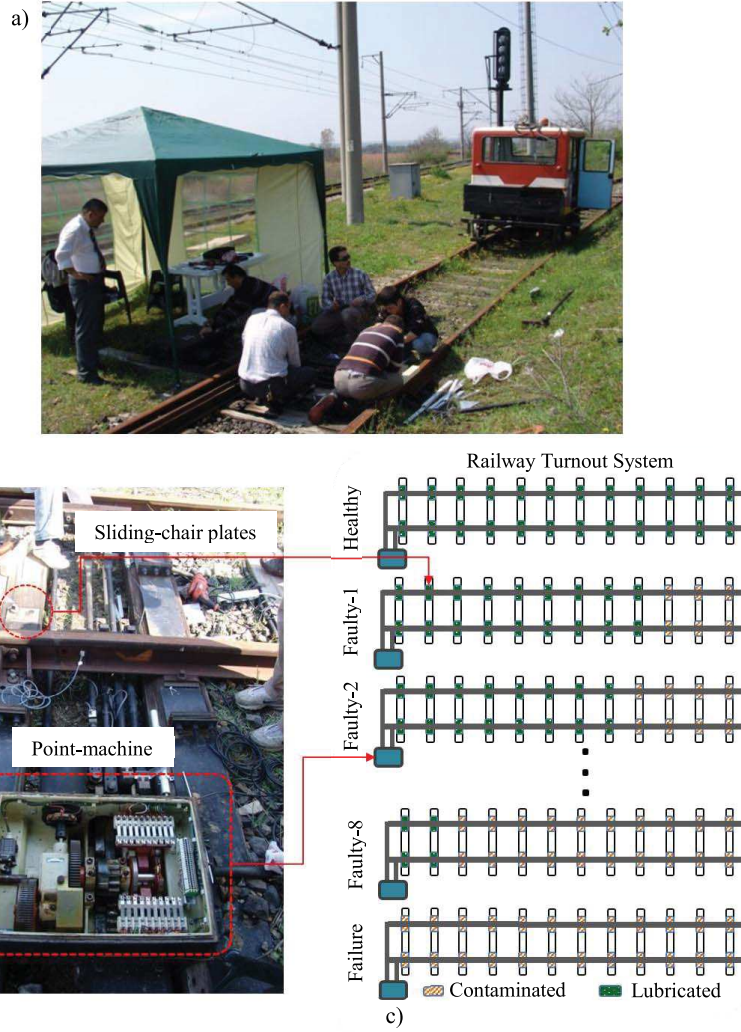 a)
Railway Turnout System
Healthy
Sliding-chair plates
Faulty-1
Faulty-2
Point-machine
Faulty-8
Failure
Contaminated
Lubricated
c)